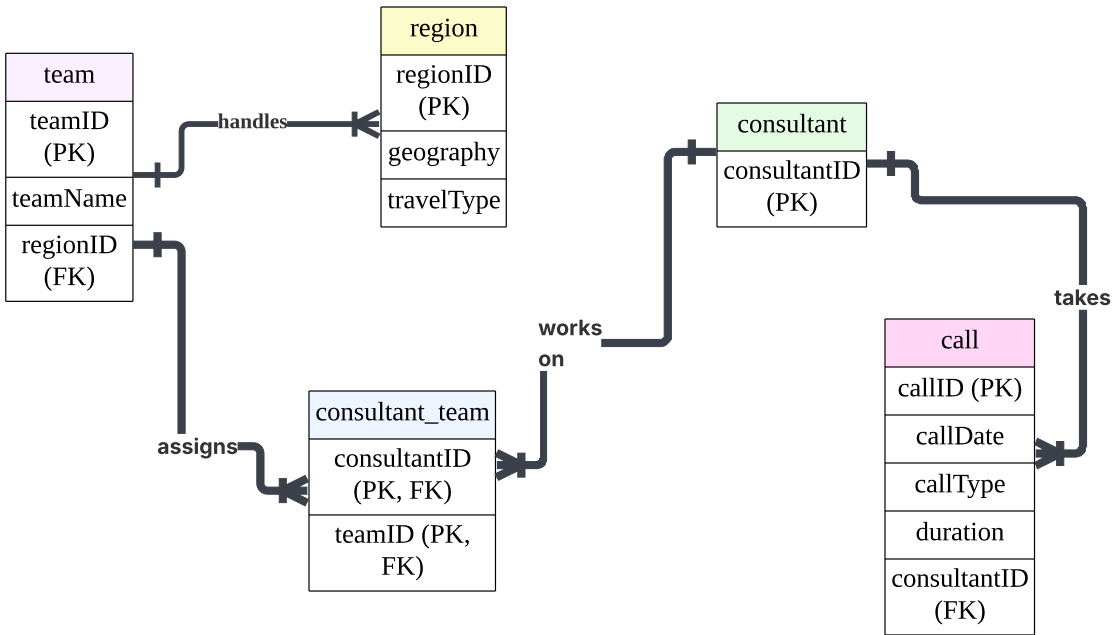 team
teamID
(PK)
teamName
regionID
(FK)
handles
region
regionID
(PK)
geography
travelType
assigns
consultant_team
consultantID
(PK, FK)
teamID (PK,
FK)
works
on
consultant
consultantID
(PK)
takes
call
callID (PK)
callDate
callType
duration
consultantID
(FK)